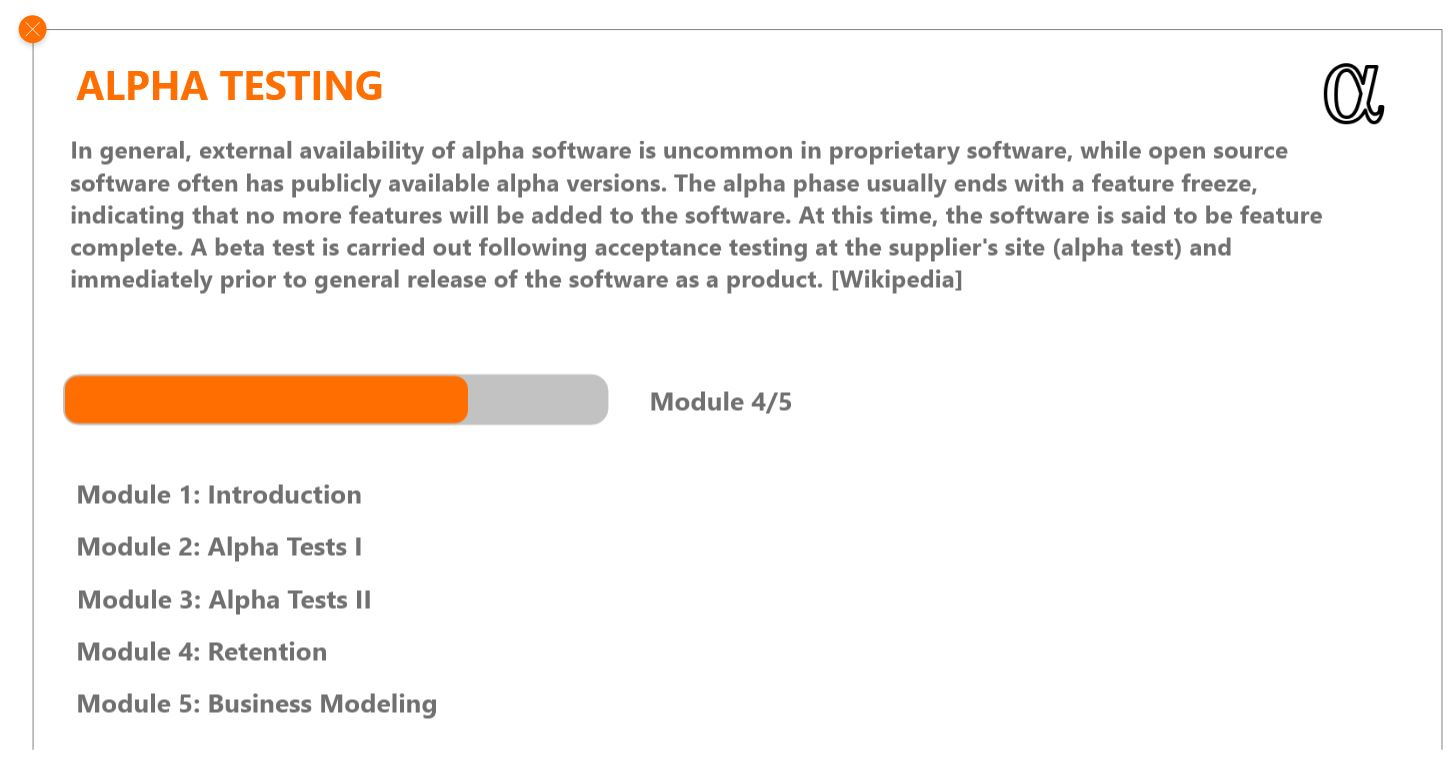 ALPHA TESTING
α
In general, external availability of alpha software is uncommon in proprietary software, while open source
software often has publicly available alpha versions. The alpha phase usually ends with a feature freeze,
indicating that no more features will be added to the software. At this time, the software is said to be feature
complete. A beta test is carried out following acceptance testing at the supplier's site (alpha test) and
immediately prior to general release of the software as a product. [Wikipedia]
Module 4/5
Module 1: Introduction
Module 2: Alpha Tests I
Module 3: Alpha Tests II
Module 4: Retention
Module 5: Business Modeling